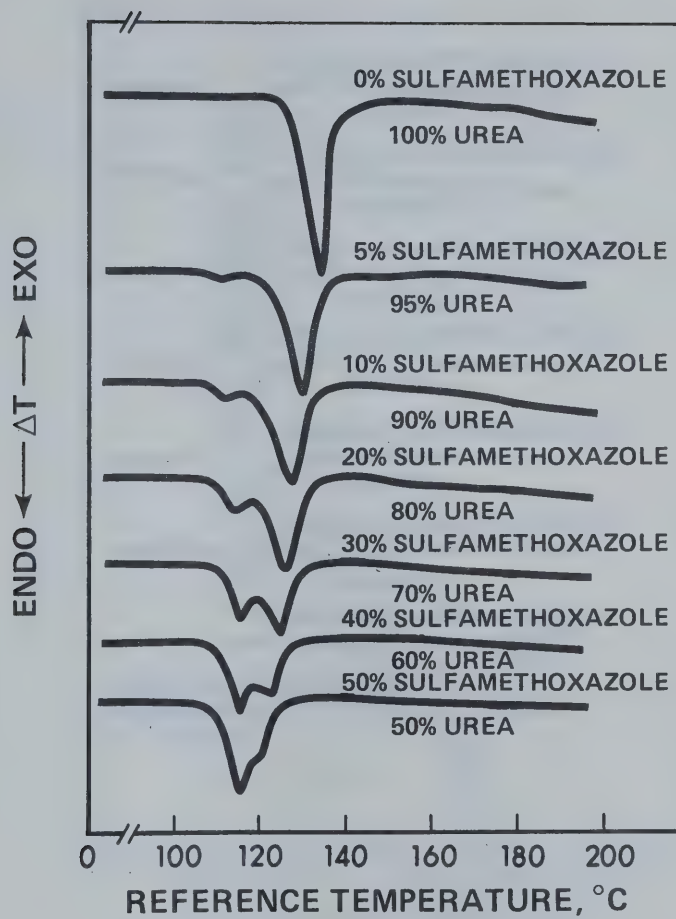 0% SULFAMETHOXAZOLE
100% UREA
5% SULFAMETHOXAZOLE
95% UREA
10% SULFAMETHOXAZOLE
90% UREA
20% SULFAMETHOXAZOLE
80% UREA
30% SULFAMETHOXAZOLE
70% UREA
40% SULFAMETHOXAZOLE
60% UREA
50% SULFAMETHOXAZOLE
50% UREA
ENDO ← ΔT → EXO
0 100 120 140 160 180 200
REFERENCE TEMPERATURE, °C